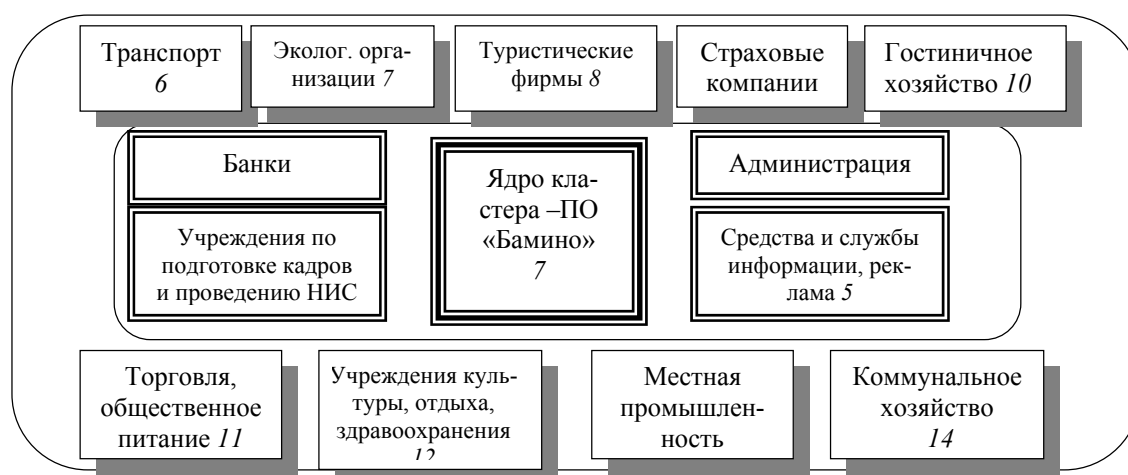 Транспорт
6
Эколог. орга-
низации 7
Туристические
фирмы 8
Страховые
компании
Гостиничное
хозяйство 10
Банки
Учреждения по
подготовке кадров
и проведению НИС
Ядро кла-
стера –ПО
«Бамино»
7
Администрация
Средства и службы
информации, рек-
лама 5
Торговля,
общественное
питание 11
Учреждения куль-
туры, отдыха,
здравоохранения
12
Местная
промышлен-
ность
Коммунальное
хозяйство
14